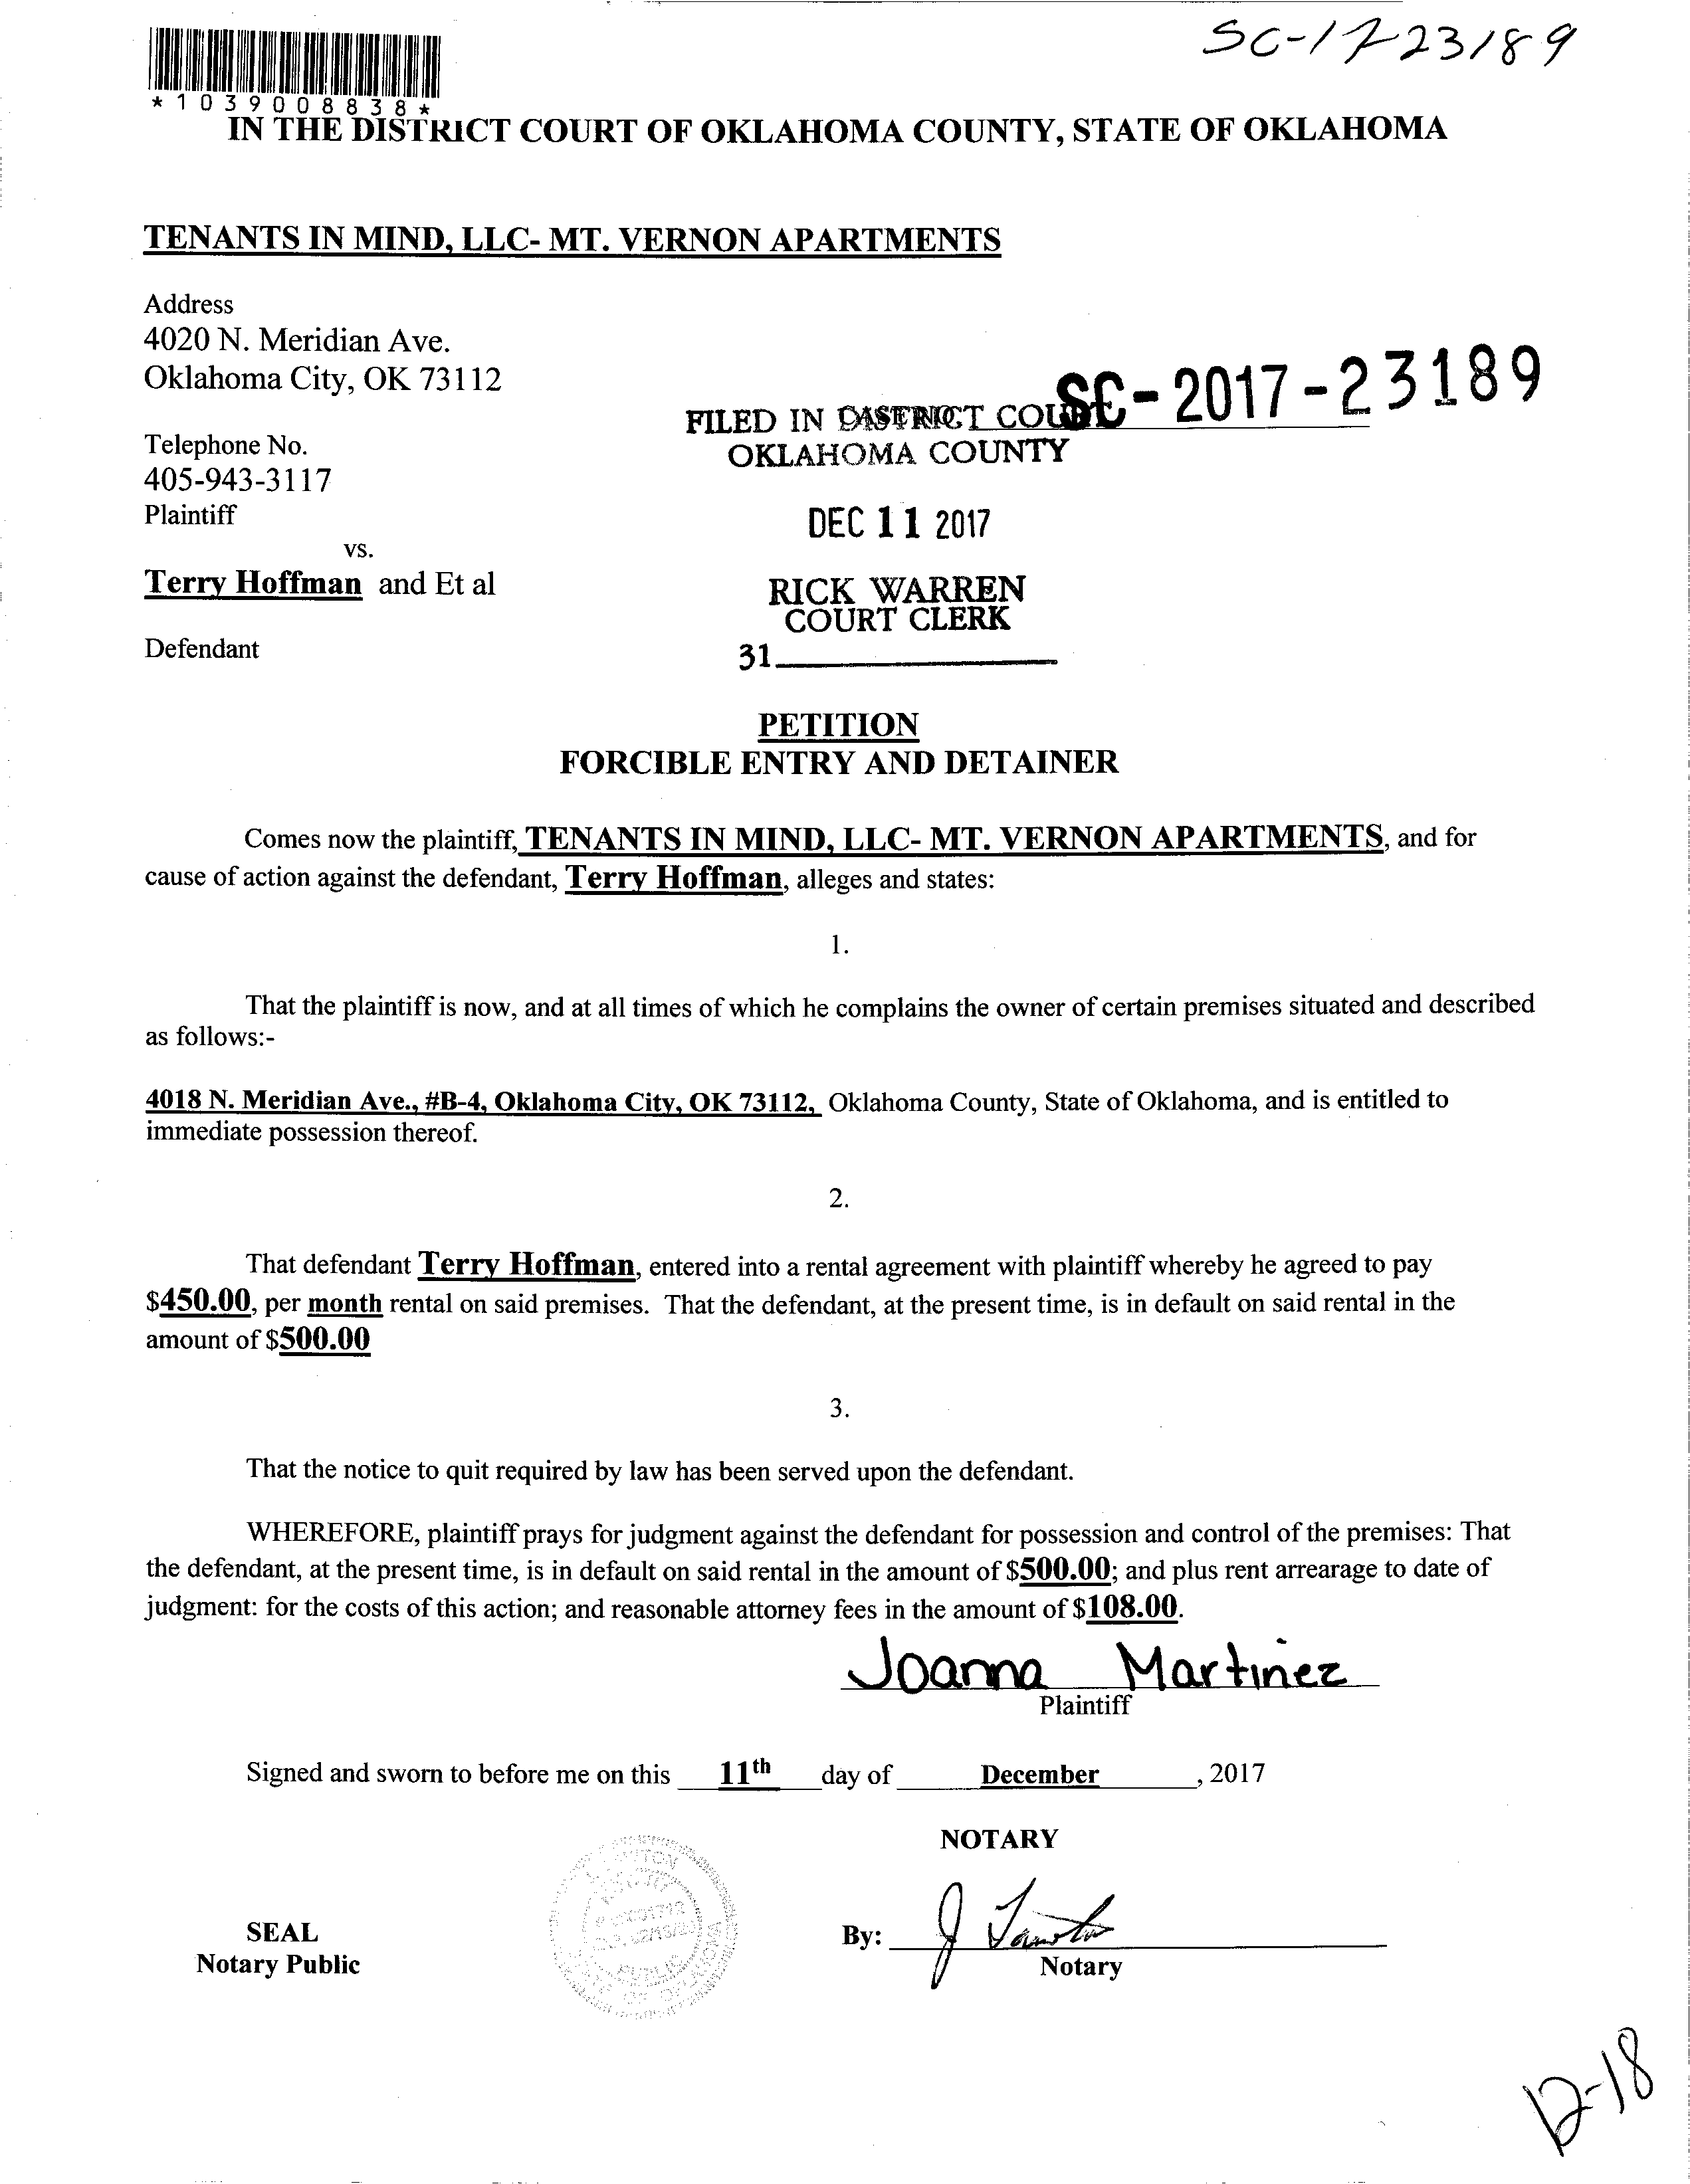 SC-17-23189
*1039008838*
IN THE DISTRICT COURT OF OKLAHOMA COUNTY, STATE OF OKLAHOMA
TENANTS IN MIND, LLC- MT. VERNON APARTMENTS
Address
4020 N. Meridian Ave.
Oklahoma City, OK 73112
SC-2017-23189
FILED IN DISTRICT COURT
OKLAHOMA COUNTY
Telephone No.
405-943-3117
Plaintiff
DEC 11 2017
vs.
Terry Hoffman and Et al
RICK WARREN
COURT CLERK
Defendant
31
PETITION
FORCIBLE ENTRY AND DETAINER
Comes now the plaintiff, TENANTS IN MIND, LLC- MT. VERNON APARTMENTS, and for
cause of action against the defendant, Terry Hoffman, alleges and states:
1.
That the plaintiff is now, and at all times of which he complains the owner of certain premises situated and described
as follows:-
4018 N. Meridian Ave., #B-4, Oklahoma City, OK 73112, Oklahoma County, State of Oklahoma, and is entitled to
immediate possession thereof.
2.
That defendant Terry Hoffman, entered into a rental agreement with plaintiff whereby he agreed to pay
$450.00, per month rental on said premises. That the defendant, at the present time, is in default on said rental in the
amount of $500.00
3.
That the notice to quit required by law has been served upon the defendant.
WHEREFORE, plaintiff prays for judgment against the defendant for possession and control of the premises: That
the defendant, at the present time, is in default on said rental in the amount of $500.00; and plus rent arrearage to date of
judgment: for the costs of this action; and reasonable attorney fees in the amount of $108.00.
Joanna Martinez
Plaintiff
Signed and sworn to before me on this 11th day of December, 2017
NOTARY
SEAL
Notary Public
By: J
Notary
12-18